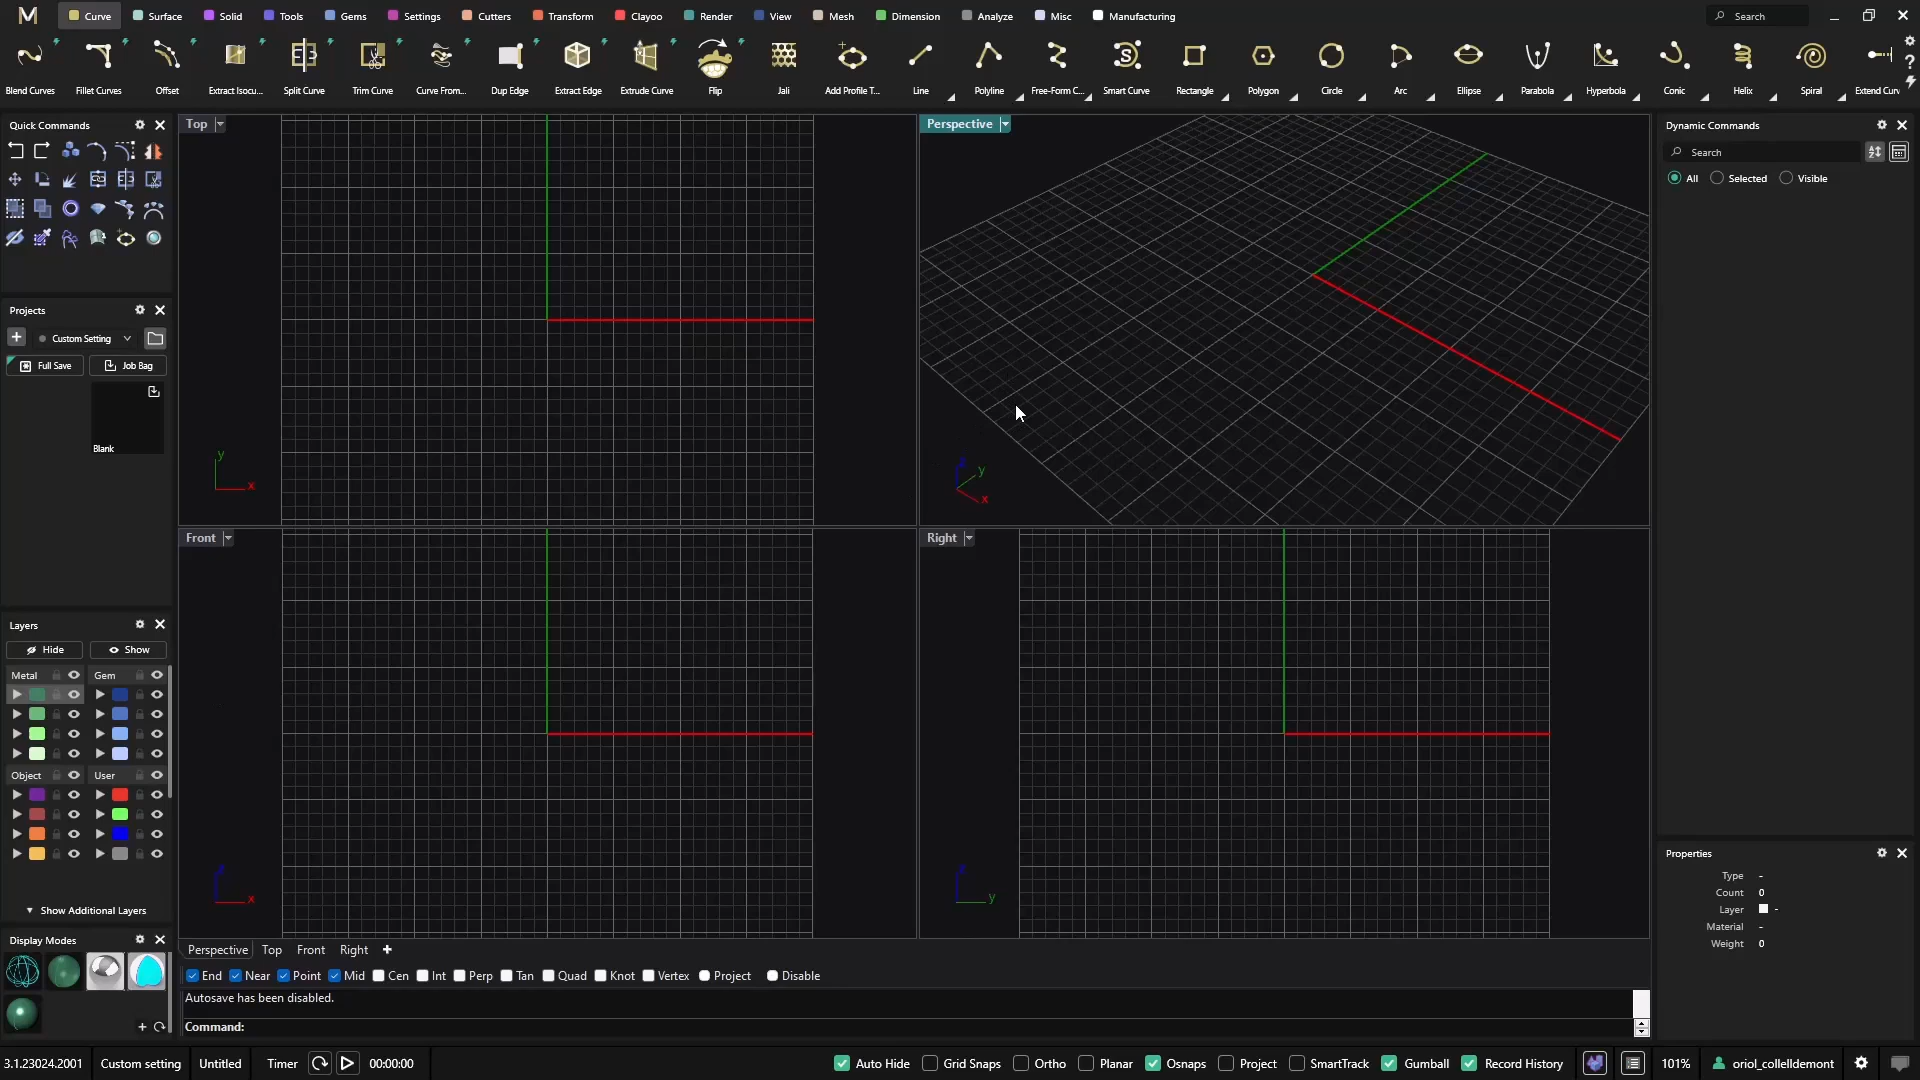 M Curve Surface Solid Tools Gems Settings Cutters Transform Clayoo Render View Mesh Dimension Analyze Misc Manufacturing Search
Blend Curves Fillet Curves Offset Extract Isocu... Split Curve Trim Curve Curve From... Dup Edge Extract Edge Extrude Curve Flip Jali Add Profile T... Line Polyline Free-Form C... Smart Curve Rectangle Polygon Circle Arc Ellipse Parabola Hyperbola Conic Helix Spiral Extend Curv
Quick Commands
Projects
Custom Setting
Full Save Job Bag
Blank
Layers
Hide Show
Metal Gem
Object User
Show Additional Layers
Display Modes
Top
y
x
Perspective
z
y
x
Front
z
x
Right
z
y
Perspective Top Front Right
End Near Point Mid Cen Int Perp Tan Quad Knot Vertex Project Disable
Autosave has been disabled.
Command:
Dynamic Commands
Search
All Selected Visible
Properties
Type -
Count 0
Layer -
Material -
Weight 0
3.1.23024.2001 Custom setting Untitled Timer 00:00:00 Auto Hide Grid Snaps Ortho Planar Osnaps Project SmartTrack Gumball Record History 101% oriol_collelldemont